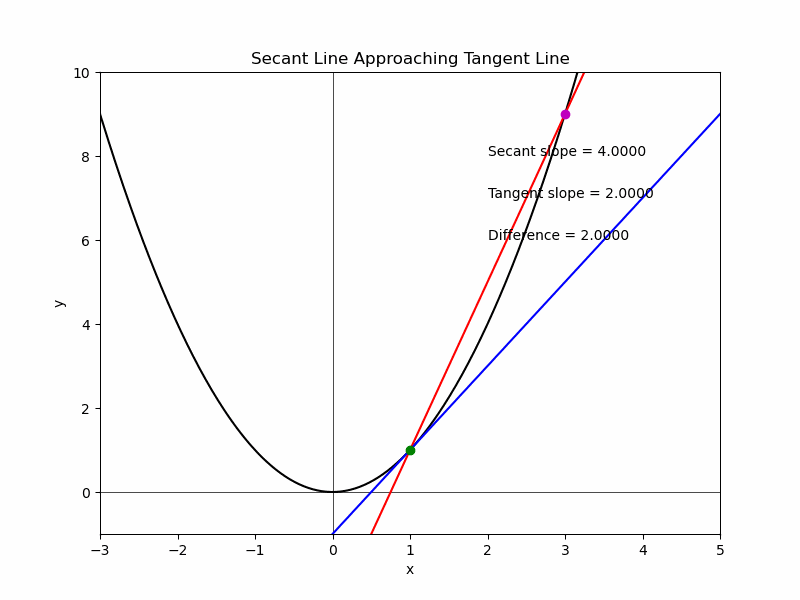 Secant Line Approaching Tangent Line
10
8
6
4
2
0
y
Secant slope = 4.0000
Tangent slope = 2.0000
Difference = 2.0000
−3 −2 −1 0 1 2 3 4 5
x